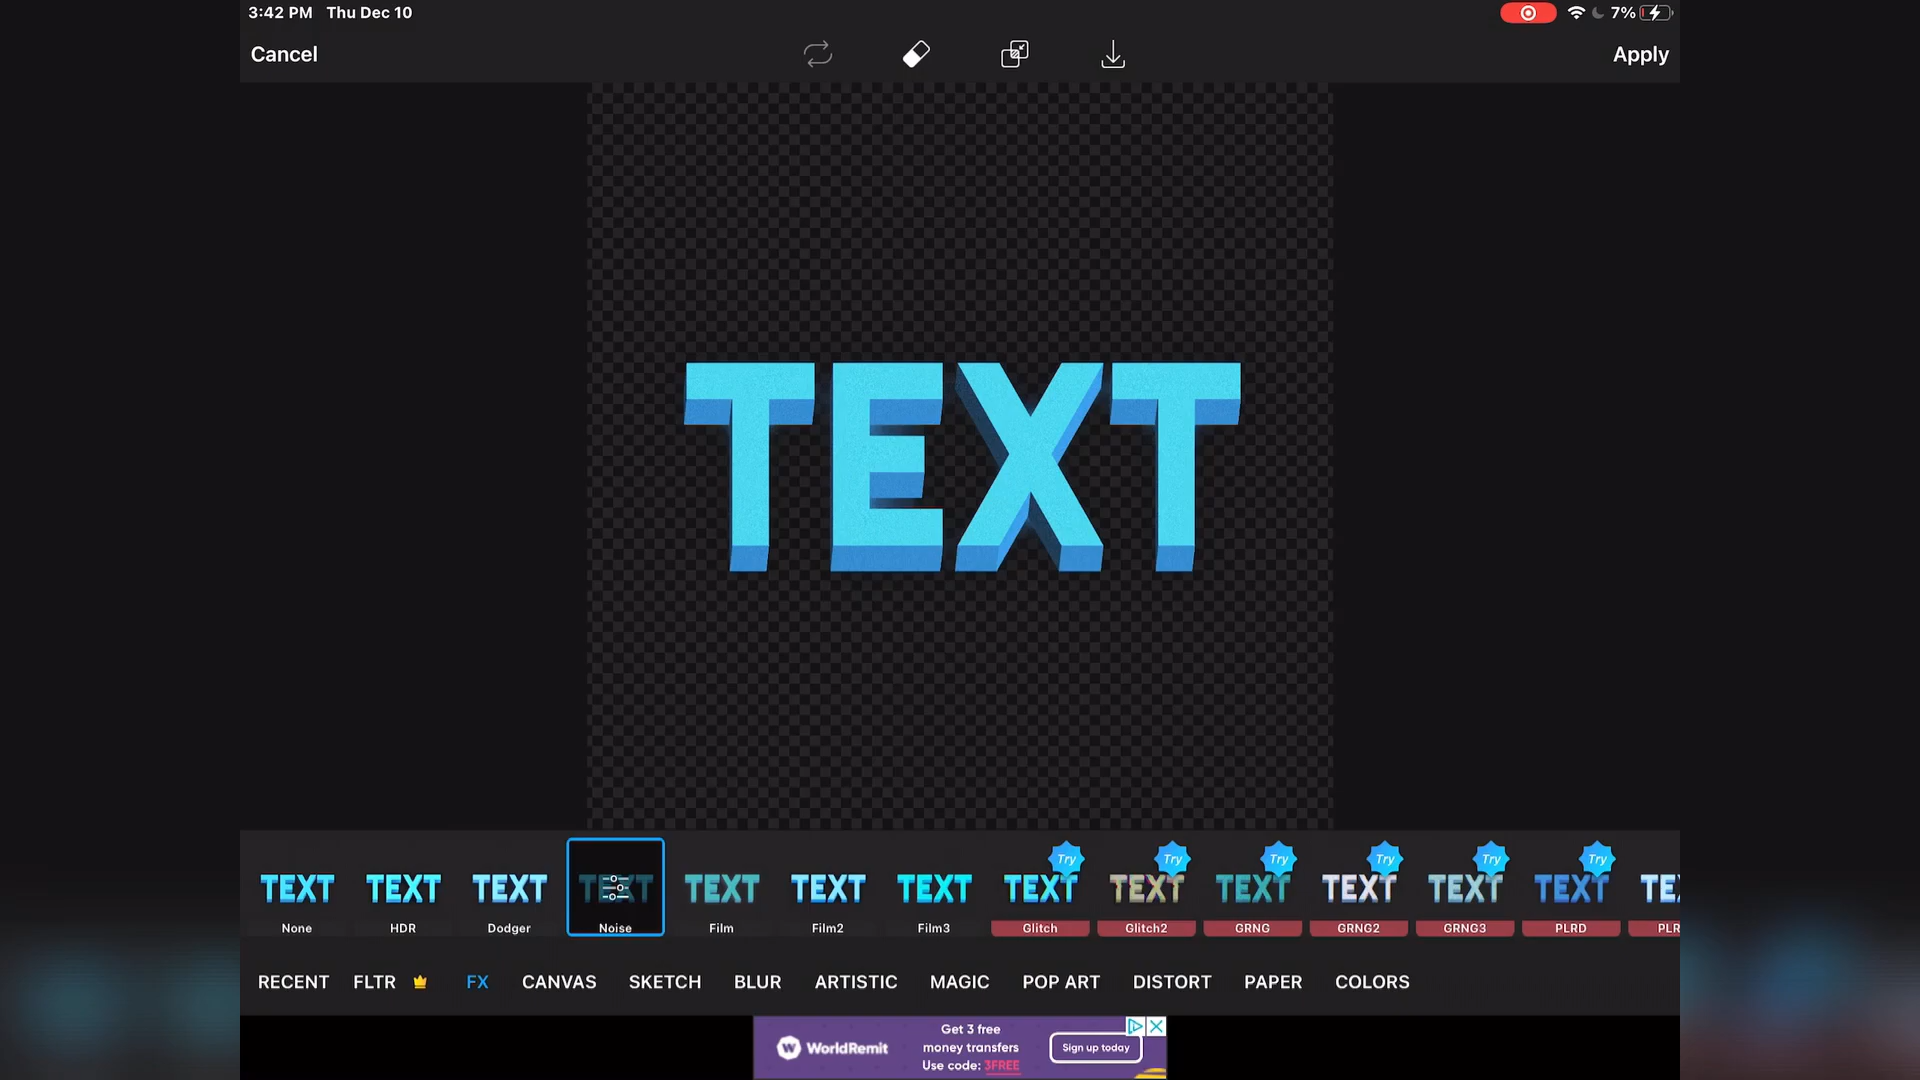 3:42 PM Thu Dec 10
7%
Cancel
Apply
TEXT
TEXT TEXT TEXT TEXT TEXT TEXT TEXT TEXT TEXT TEXT TEXT TEXT TEXT TE
Try Try Try Try Try Try
None HDR Dodger Noise Film Film2 Film3 Glitch Glitch2 GRNG GRNG2 GRNG3 PLRD PLR
RECENT FLTR FX CANVAS SKETCH BLUR ARTISTIC MAGIC POP ART DISTORT PAPER COLORS
WorldRemit
Get 3 free
money transfers
Use code: 3FREE
Sign up today